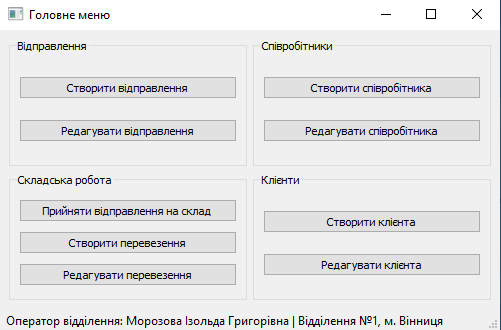 Головне меню
Відправлення
Створити відправлення
Редагувати відправлення
Співробітники
Створити співробітника
Редагувати співробітника
Складська робота
Прийняти відправлення на склад
Створити перевезення
Редагувати перевезення
Клієнти
Створити клієнта
Редагувати клієнта
Оператор відділення: Морозова Ізольда Григорівна | Відділення №1, м. Вінниця